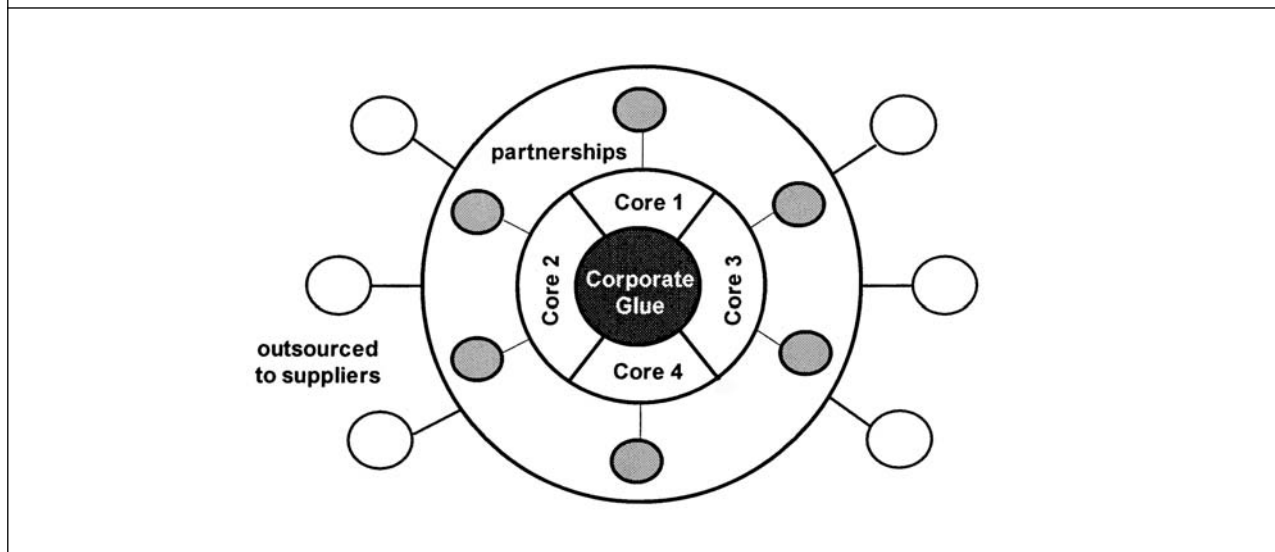 partnerships
Core 1
Core 2
Corporate
Glue
Core 3
outsourced
to suppliers
Core 4